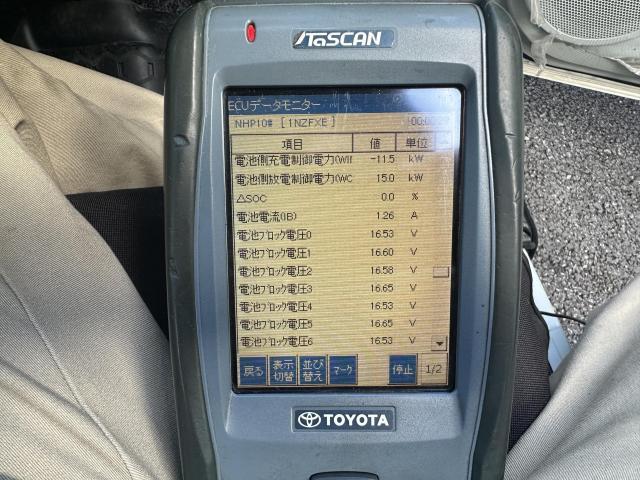 iTaSCAN
ECUデータモニター
NHP10# [1NZFXE] 00:0
項目 値 単位
電池側充電制御電力(WI -11.5 kW
電池側放電制御電力(WO 15.0 kW
△SOC 0.0 %
電池電流(IB) 1.26 A
電池ブロック電圧0 16.53 V
電池ブロック電圧1 16.60 V
電池ブロック電圧2 16.58 V
電池ブロック電圧3 16.65 V
電池ブロック電圧4 16.53 V
電池ブロック電圧5 16.65 V
電池ブロック電圧6 16.53 V
戻る 表示切替 並び替え マーク 停止 1/2
TOYOTA